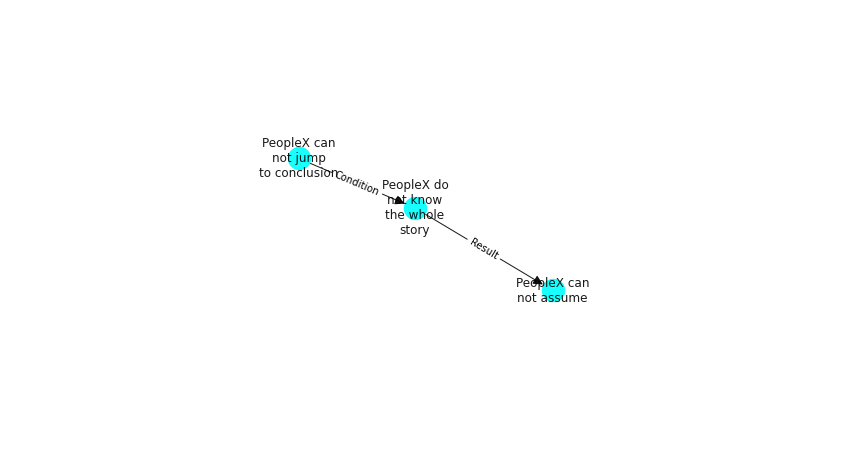 PeopleX can
not jump
to conclusion
Condition
PeopleX do
not know
the whole
story
Result
PeopleX can
not assume